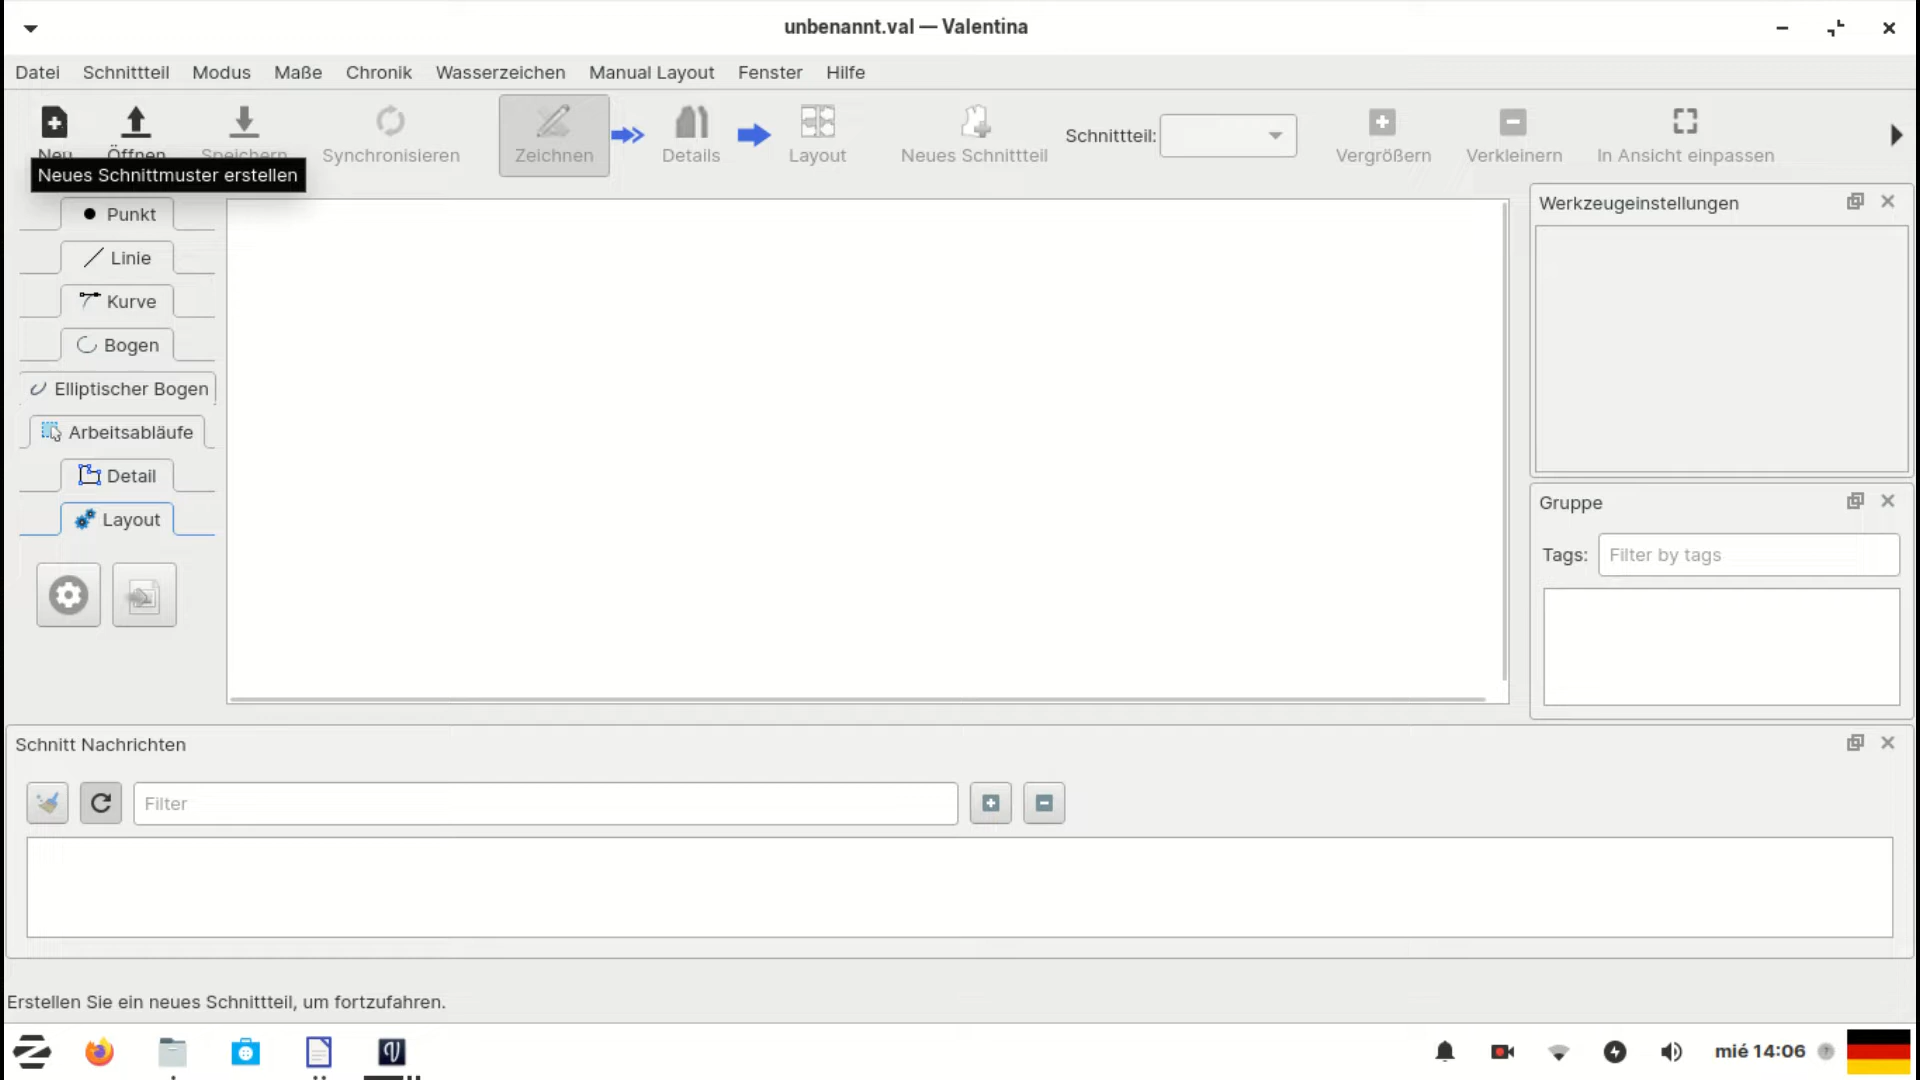 unbenannt.val — Valentina
Datei Schnittteil Modus Maße Chronik Wasserzeichen Manual Layout Fenster Hilfe
Neu Öffnen Speichern Synchronisieren Zeichnen Details Layout Neues Schnittteil Schnittteil: Vergrößern Verkleinern In Ansicht einpassen
Neues Schnittmuster erstellen
Punkt
Linie
Kurve
Bogen
Elliptischer Bogen
Arbeitsabläufe
Detail
Layout
Werkzeugeinstellungen
Gruppe
Tags: Filter by tags
Schnitt Nachrichten
Filter
Erstellen Sie ein neues Schnittteil, um fortzufahren.
mié 14:06